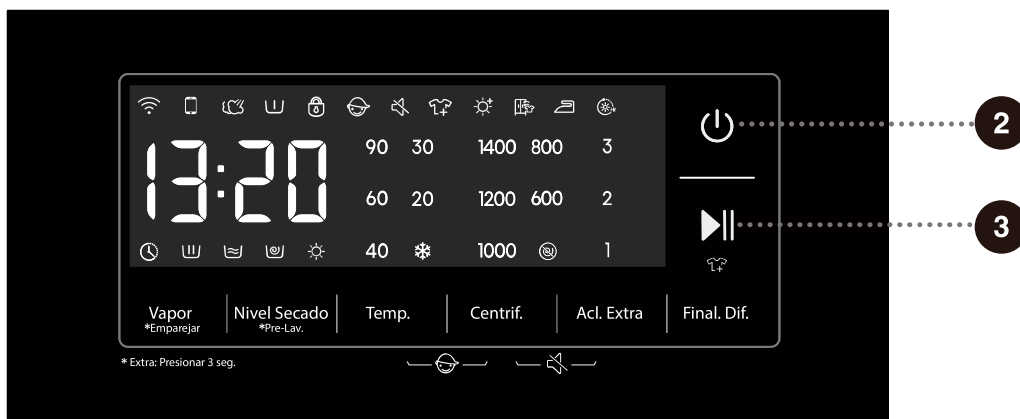 2
13:20
90 30 1400 800 3
60 20 1200 600 2
3
40 1000 1
Vapor Nivel Secado Temp. Centrif. Acl. Extra Final. Dif.
*Emparejar *Pre-Lav.
* Extra: Presionar 3 seg.